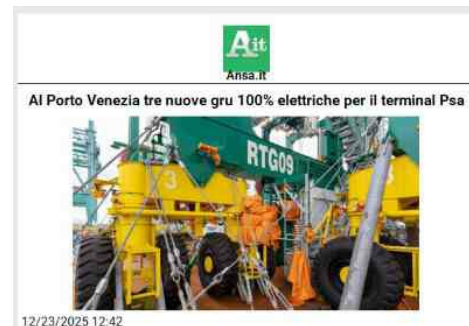 Ait
Ansa.it
Al Porto Venezia tre nuove gru 100% elettriche per il terminal Psa
RTG09
3
12/23/2025 12:42